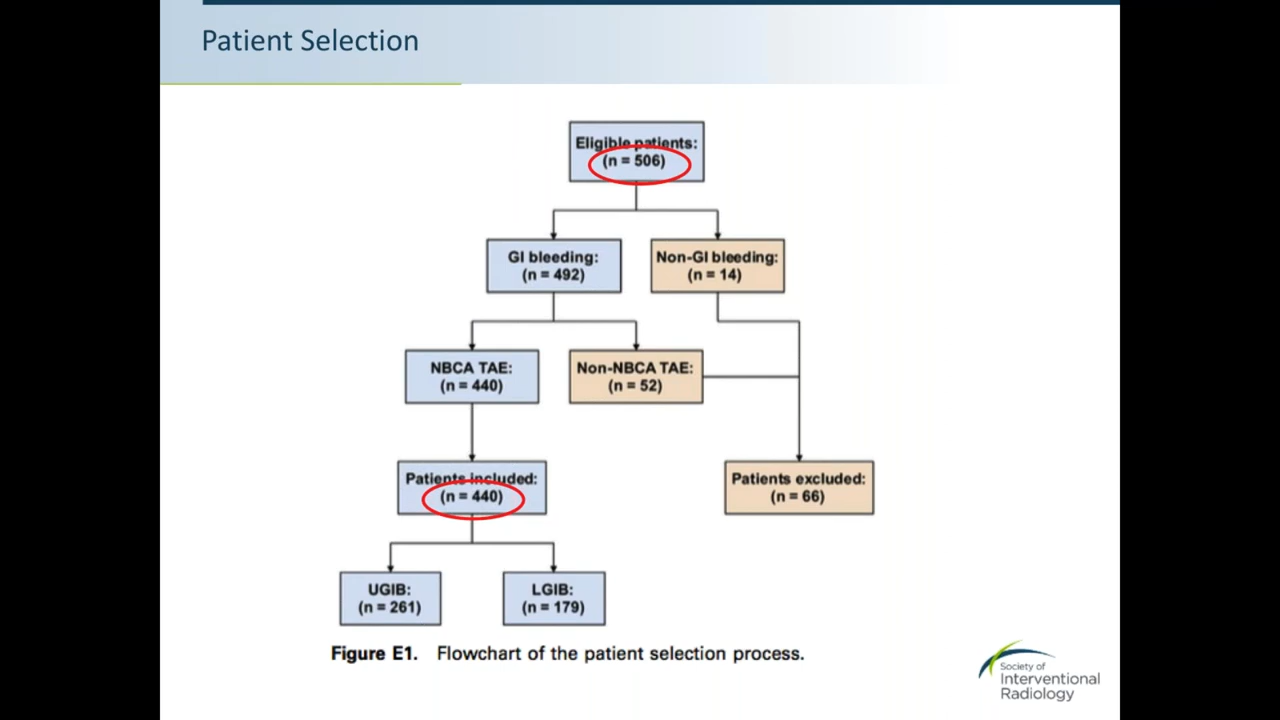 Patient Selection
Eligible patients:
(n = 506)
GI bleeding:
(n = 492)
Non-GI bleeding:
(n = 14)
NBCA TAE:
(n = 440)
Non-NBCA TAE:
(n = 52)
Patients included:
(n = 440)
Patients excluded:
(n = 66)
UGIB:
(n = 261)
LGIB:
(n = 179)
Figure E1. Flowchart of the patient selection process.
Society of
Interventional
Radiology